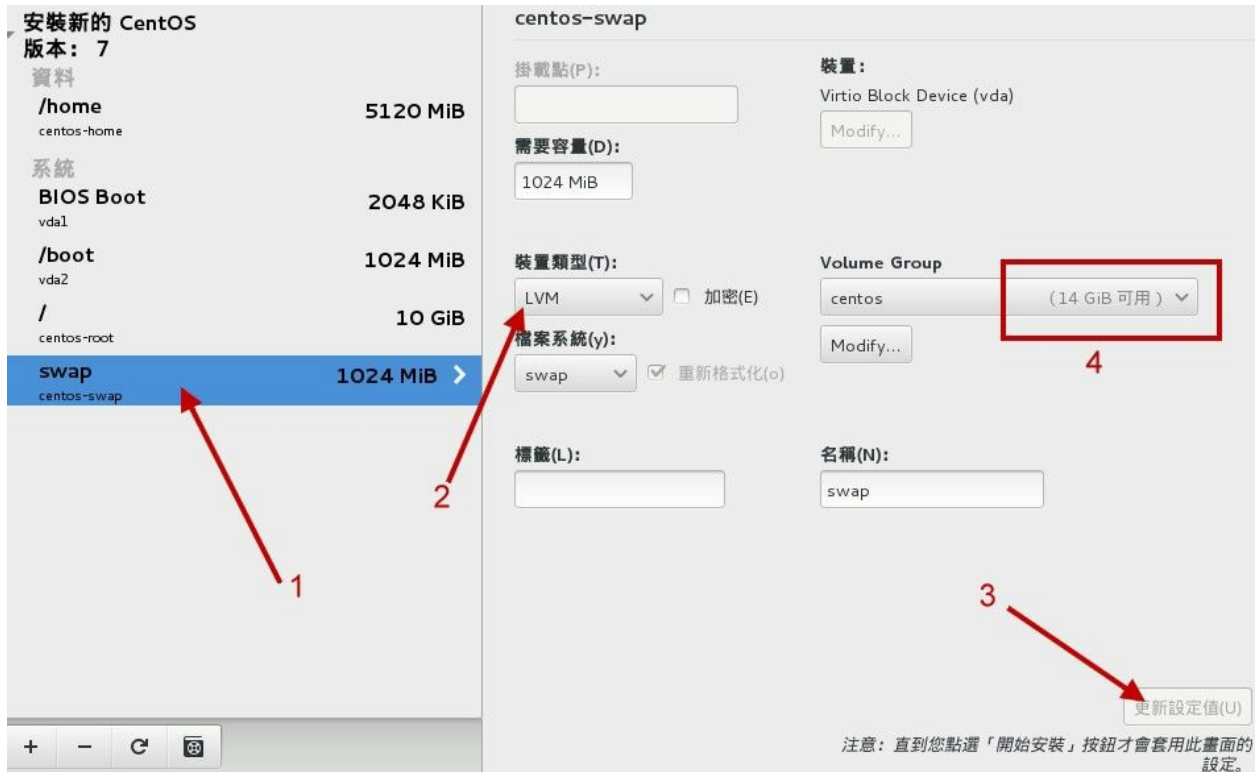 安裝新的 CentOS
版本: 7
資料
/home 5120 MiB
centos-home
系統
BIOS Boot 2048 KiB
vda1
/boot 1024 MiB
vda2
/ 10 GiB
centos-root
swap 1024 MiB
centos-swap
1
centos-swap
掛載點(P):
裝置:
Virtio Block Device (vda)
Modify...
需要容量(D):
1024 MiB
裝置類型(T):
LVM 加密(E)
Volume Group
centos (14 GiB 可用)
檔案系統(y):
swap 重新格式化(o)
Modify...
4
2
標籤(L):
名稱(N):
swap
3
更新設定值(U)
注意: 直到您點選「開始安裝」按鈕才會套用此畫面的
設定。